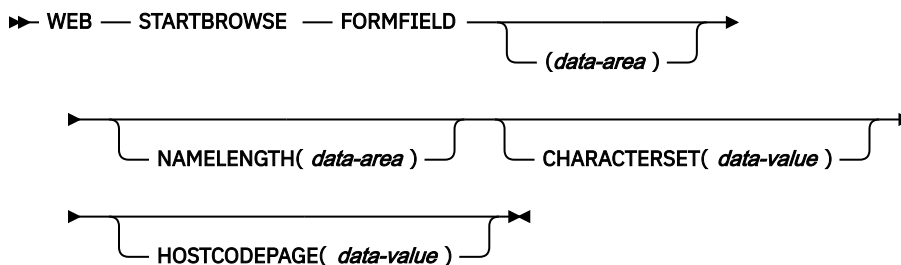 WEB STARTBROWSE FORMFIELD
(data-area )
NAMELENGTH( data-area ) CHARACTERSET( data-value )
HOSTCODEPAGE( data-value )